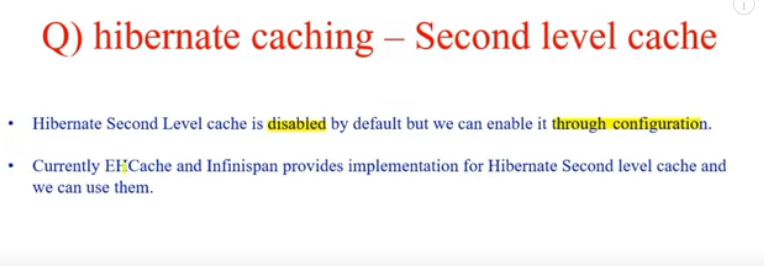 Q) hibernate caching – Second level cache
• Hibernate Second Level cache is disabled by default but we can enable it through configuration.
• Currently EHCache and Infinispan provides implementation for Hibernate Second level cache and
we can use them.